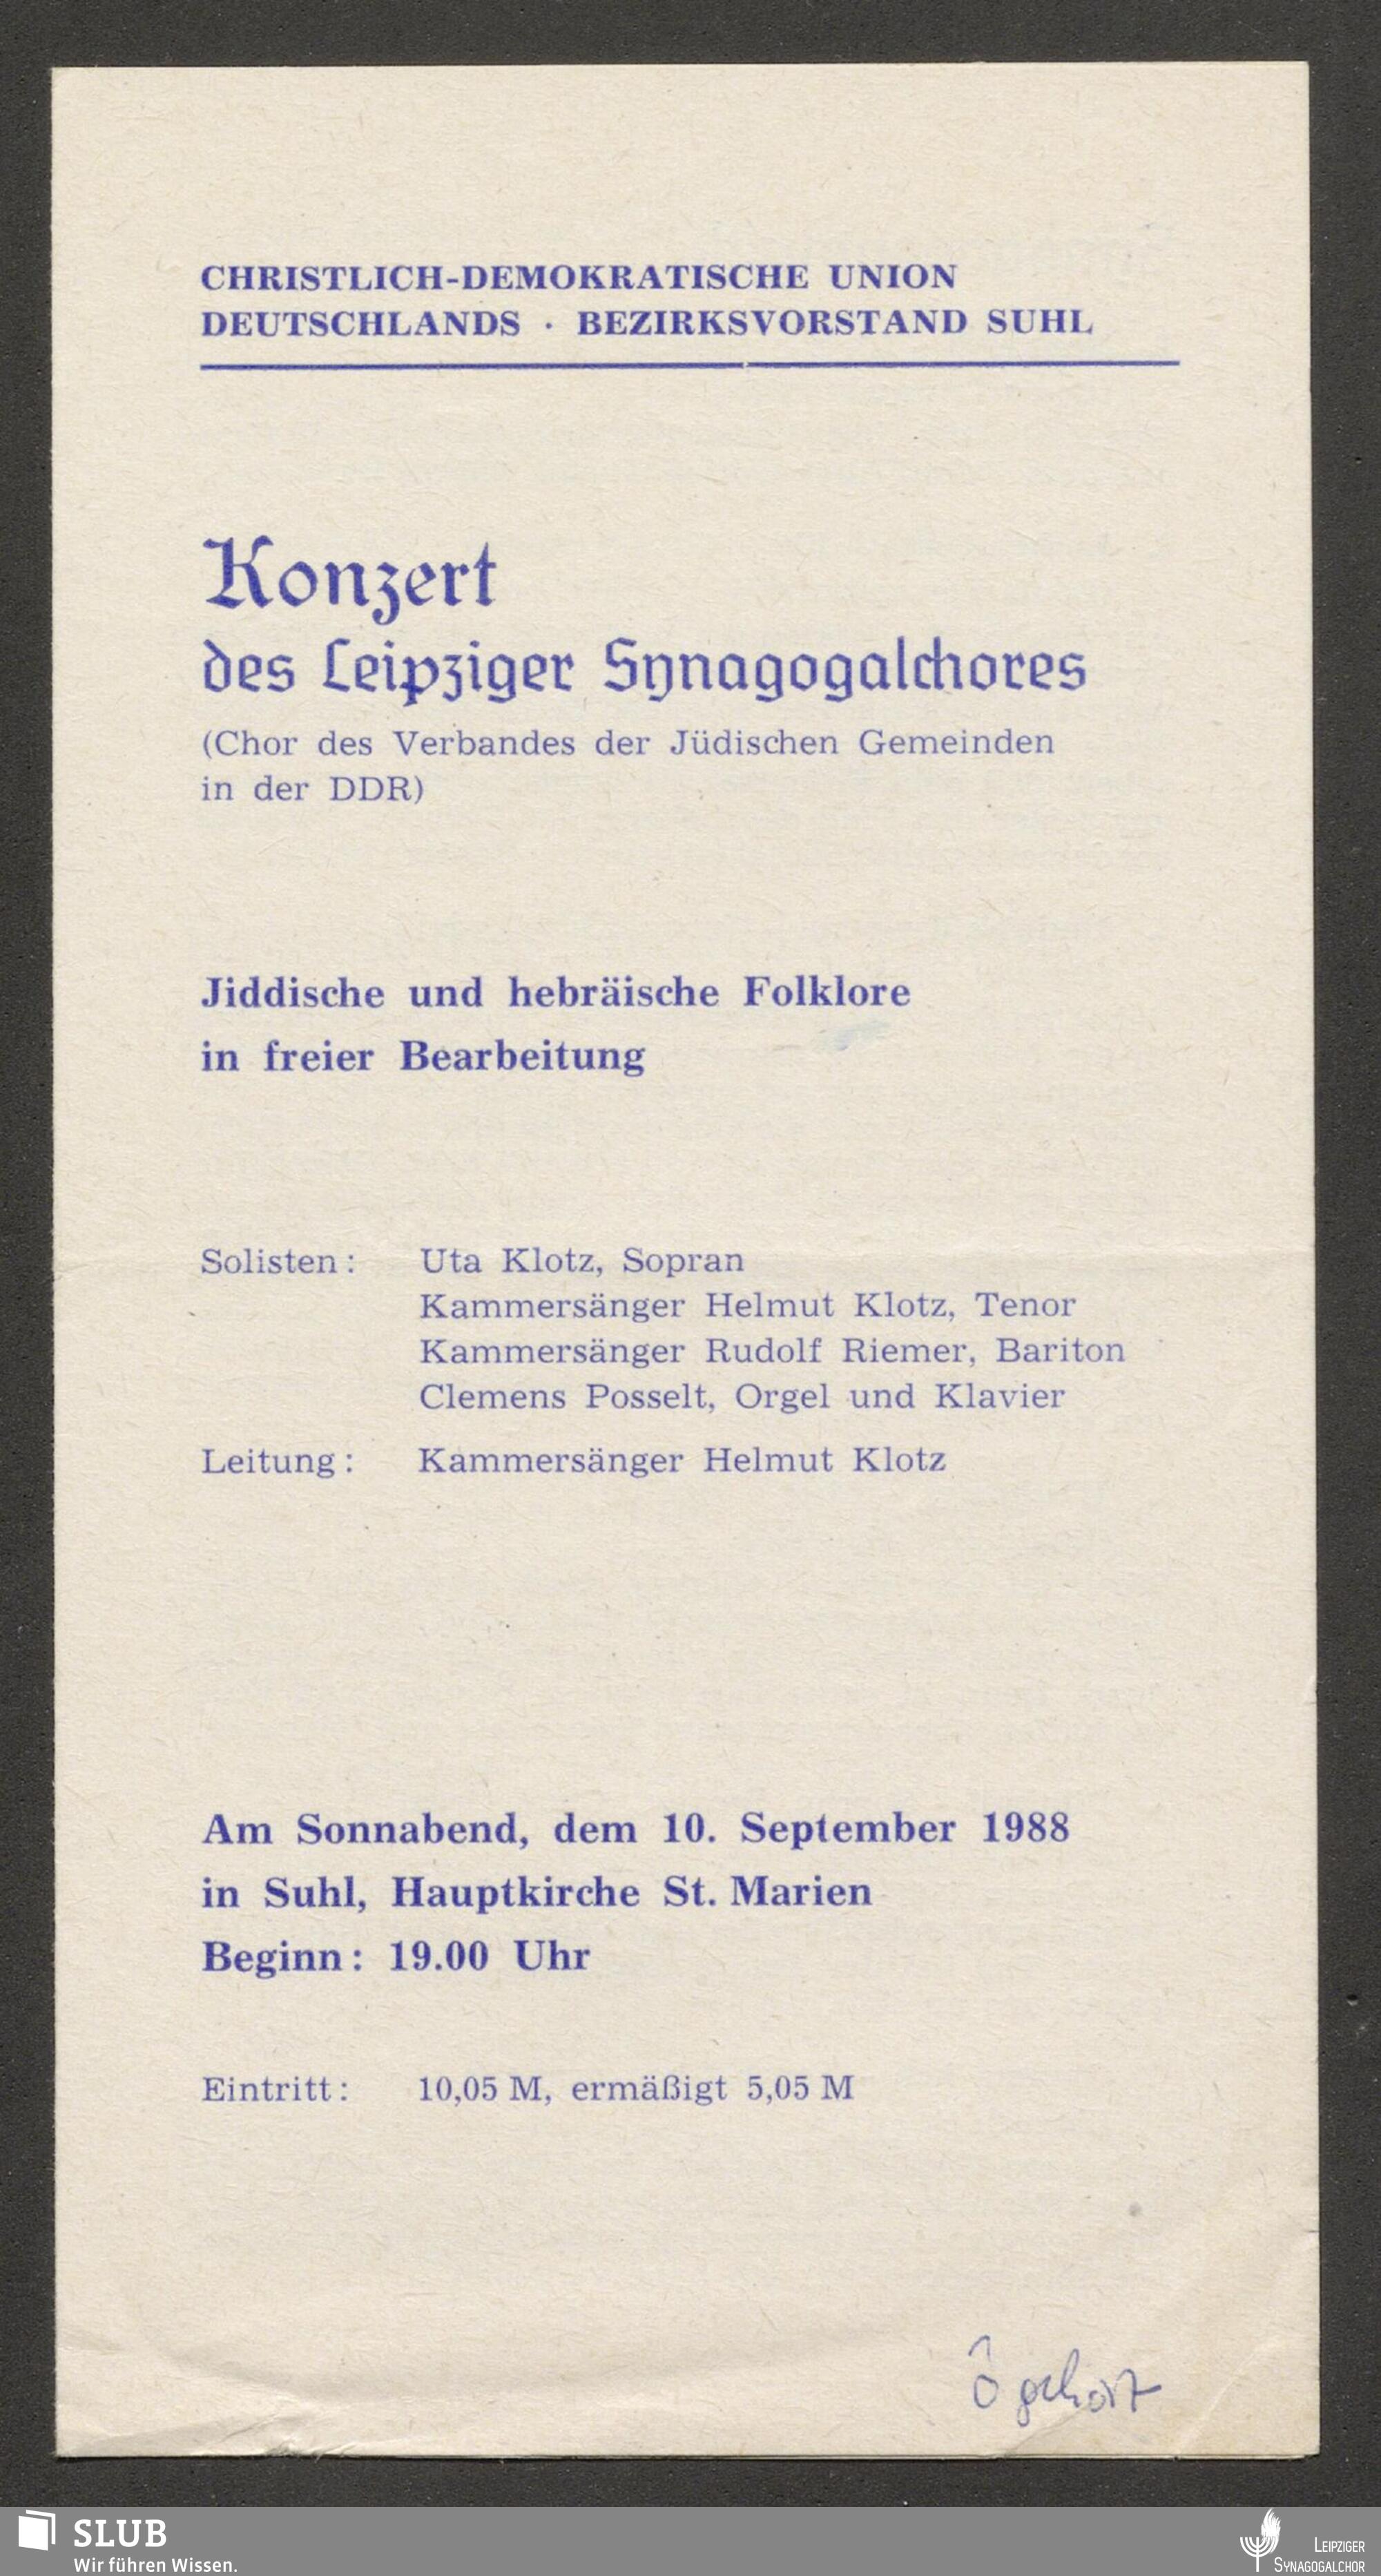 CHRISTLICH-DEMOKRATISCHE UNION
DEUTSCHLANDS · BEZIRKSVORSTAND SUHL
Konzert
des Leipziger Synagogalchores
(Chor des Verbandes der Jüdischen Gemeinden
in der DDR)
Jiddische und hebräische Folklore
in freier Bearbeitung
Solisten: Uta Klotz, Sopran
Kammersänger Helmut Klotz, Tenor
Kammersänger Rudolf Riemer, Bariton
Clemens Posselt, Orgel und Klavier
Leitung: Kammersänger Helmut Klotz
Am Sonnabend, dem 10. September 1988
in Suhl, Hauptkirche St. Marien
Beginn: 19.00 Uhr
Eintritt: 10,05 M, ermäßigt 5,05 M
SLUB
Wir führen Wissen.
LEIPZIGER
SYNAGOGALCHOR